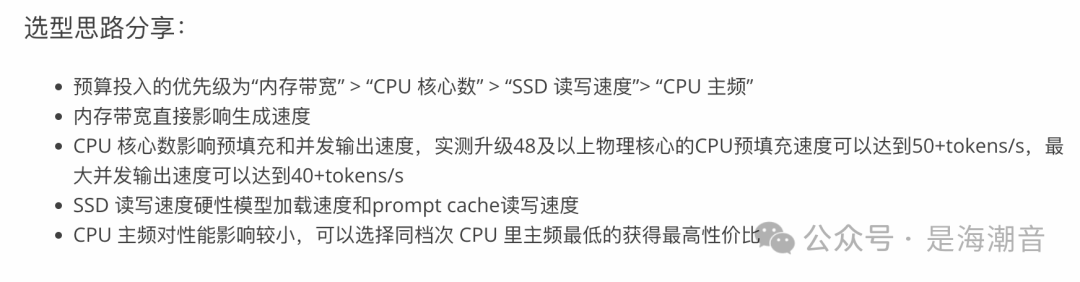 选型思路分享：
• 预算投入的优先级为“内存带宽” > “CPU 核心数” > “SSD 读写速度”> “CPU 主频”
• 内存带宽直接影响生成速度
• CPU 核心数影响预填充和并发输出速度，实测升级48及以上物理核心的CPU预填充速度可以达到50+tokens/s，最
大并发输出速度可以达到40+tokens/s
• SSD 读写速度硬性模型加载速度和prompt cache读写速度
• CPU 主频对性能影响较小，可以选择同档次 CPU 里主频最低的获得最高性价比
公众号 · 是海潮音